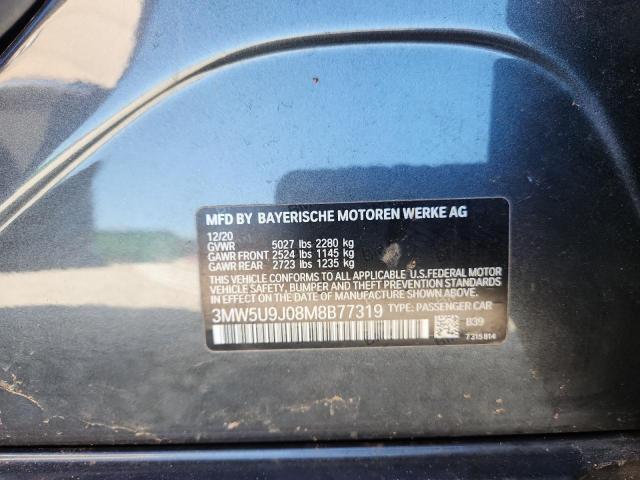 MFD BY BAYERISCHE MOTOREN WERKE AG
12/20
GVWR 5027 lbs 2280 kg
GAWR FRONT 2524 lbs 1145 kg
GAWR REAR 2723 lbs 1235 kg
THIS VEHICLE CONFORMS TO ALL APPLICABLE U.S.FEDERAL MOTOR
VEHICLE SAFETY, BUMPER, AND THEFT PREVENTION STANDARDS
IN EFFECT ON THE DATE OF MANUFACTURE SHOWN ABOVE.
3MW5U9J08M8B77319 TYPE: PASSENGER CAR
B39
7315814